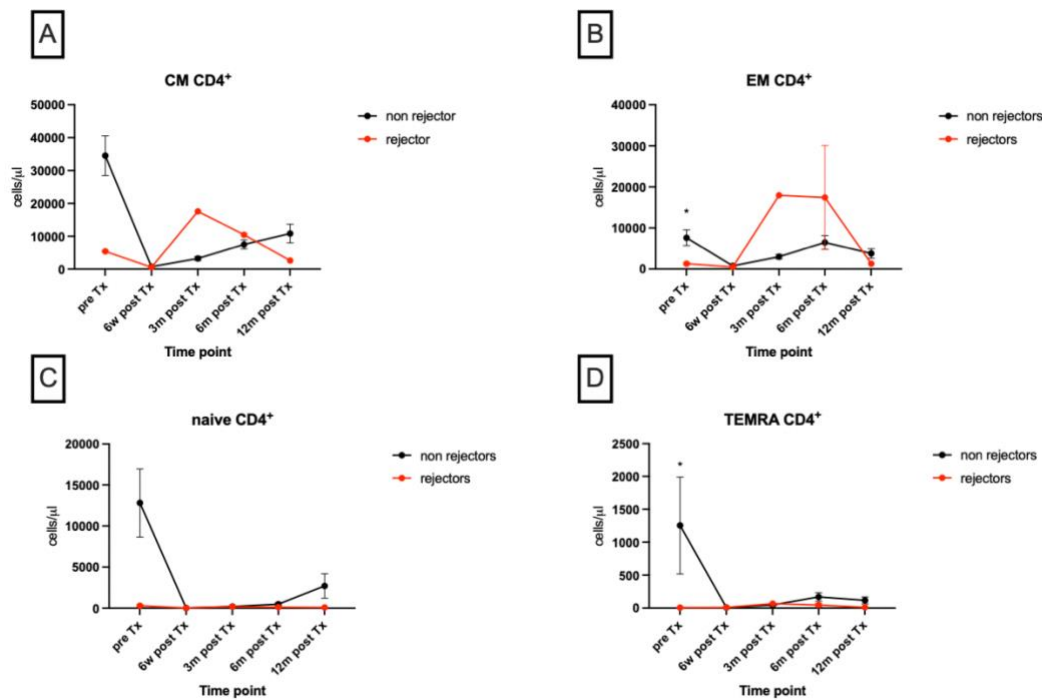 A
CM CD4⁺
50000
40000
30000
20000
10000
0
cells/µl
pre Tx
6w post Tx
3m post Tx
6m post Tx
12m post Tx
Time point
non rejector
rejector
B
EM CD4⁺
40000
30000
20000
10000
0
cells/µl
*
pre Tx
6w post Tx
3m post Tx
6m post Tx
12m post Tx
Time point
non rejectors
rejectors
C
naive CD4⁺
20000
15000
10000
5000
0
cells/µl
pre Tx
6w post Tx
3m post Tx
6m post Tx
12m post Tx
Time point
non rejectors
rejectors
D
TEMRA CD4⁺
2500
2000
1500
1000
500
0
cells/µl
*
pre Tx
6w post Tx
3m post Tx
6m post Tx
12m post Tx
Time point
non rejectors
rejectors